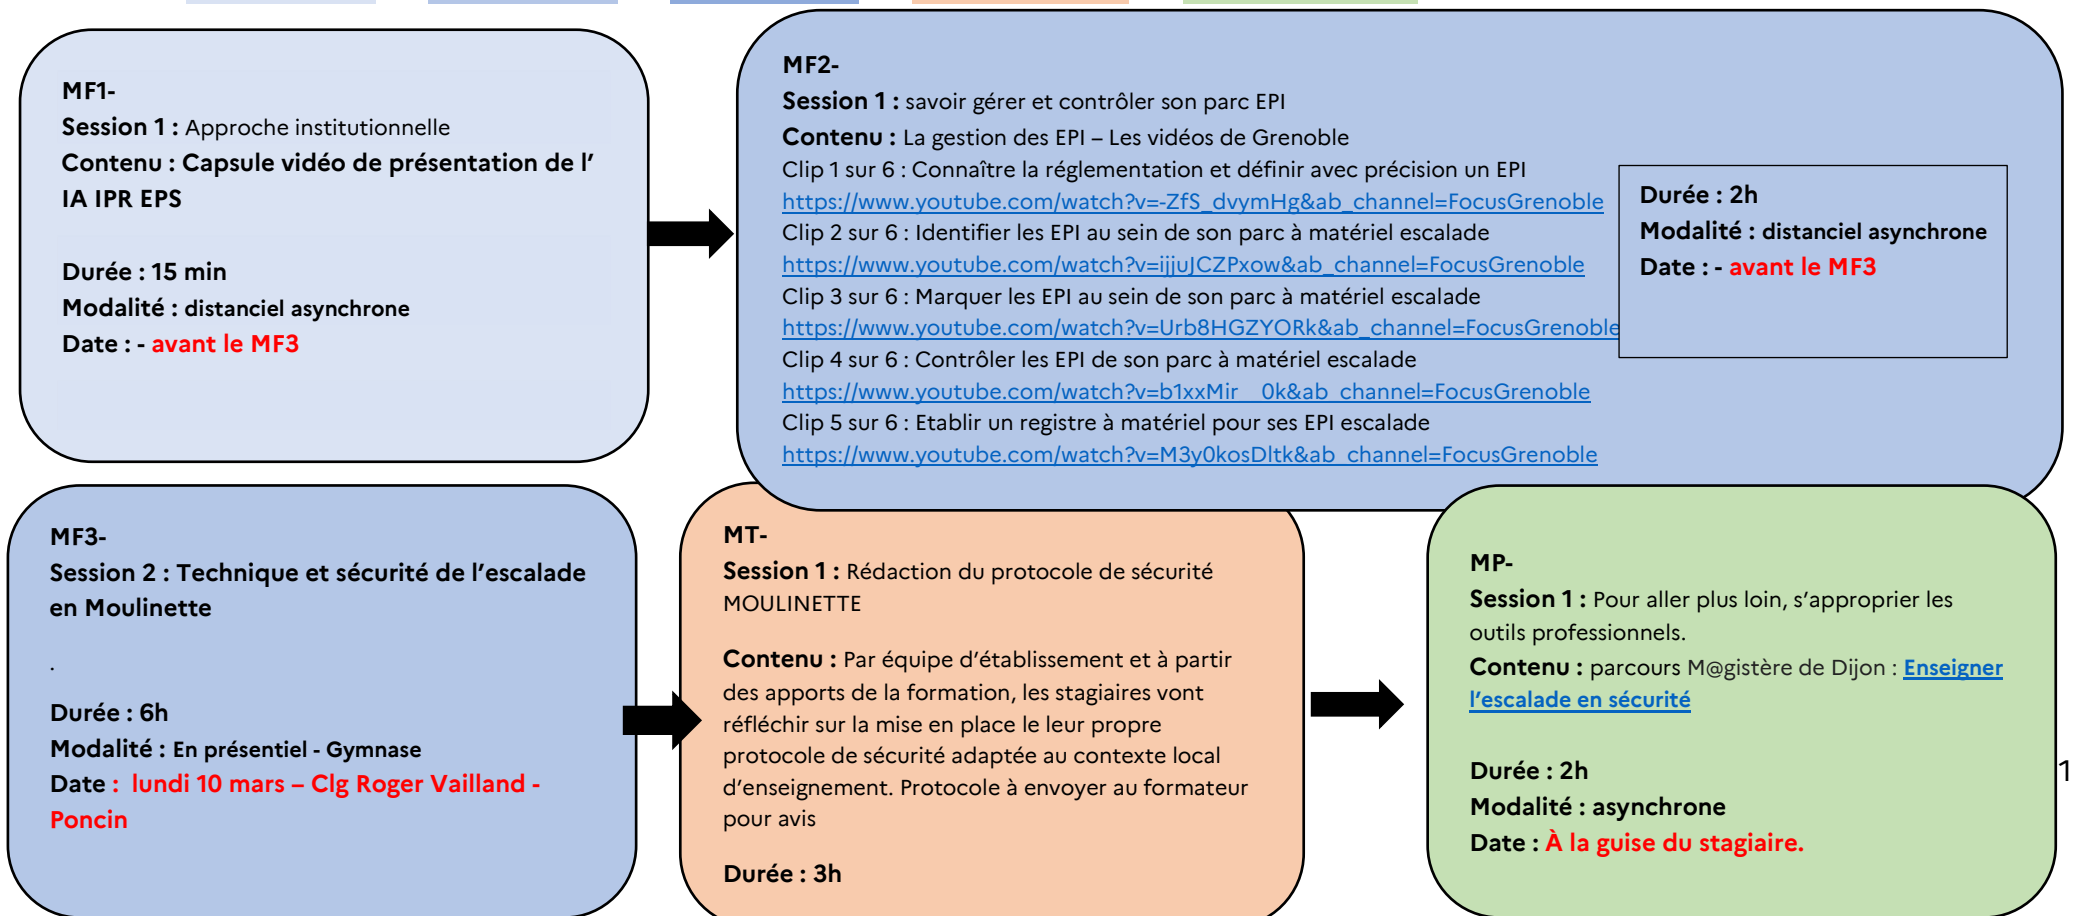 MF1-
Session 1 : Approche institutionnelle
Contenu : Capsule vidéo de présentation de l’
IA IPR EPS
Durée : 15 min
Modalité : distanciel asynchrone
Date : - avant le MF3
MF2-
Session 1 : savoir gérer et contrôler son parc EPI
Contenu : La gestion des EPI – Les vidéos de Grenoble
Clip 1 sur 6 : Connaître la réglementation et définir avec précision un EPI
https://www.youtube.com/watch?v=-ZfS_dvymHg&ab_channel=FocusGrenoble
Clip 2 sur 6 : Identifier les EPI au sein de son parc à matériel escalade
https://www.youtube.com/watch?v=ijjuJCZPxow&ab_channel=FocusGrenoble
Clip 3 sur 6 : Marquer les EPI au sein de son parc à matériel escalade
https://www.youtube.com/watch?v=Urb8HGZYORk&ab_channel=FocusGrenoble
Clip 4 sur 6 : Contrôler les EPI de son parc à matériel escalade
https://www.youtube.com/watch?v=b1xxMir__0k&ab_channel=FocusGrenoble
Clip 5 sur 6 : Etablir un registre à matériel pour ses EPI escalade
https://www.youtube.com/watch?v=M3y0kosDltk&ab_channel=FocusGrenoble
Durée : 2h
Modalité : distanciel asynchrone
Date : - avant le MF3
MF3-
Session 2 : Technique et sécurité de l’escalade
en Moulinette
.
Durée : 6h
Modalité : En présentiel - Gymnase
Date : lundi 10 mars – Clg Roger Vailland -
Poncin
MT-
Session 1 : Rédaction du protocole de sécurité
MOULINETTE
Contenu : Par équipe d’établissement et à partir
des apports de la formation, les stagiaires vont
réfléchir sur la mise en place le leur propre
protocole de sécurité adaptée au contexte local
d’enseignement. Protocole à envoyer au formateur
pour avis
Durée : 3h
MP-
Session 1 : Pour aller plus loin, s’approprier les
outils professionnels.
Contenu : parcours M@gistère de Dijon : Enseigner
l’escalade en sécurité
Durée : 2h
Modalité : asynchrone
Date : À la guise du stagiaire.
1